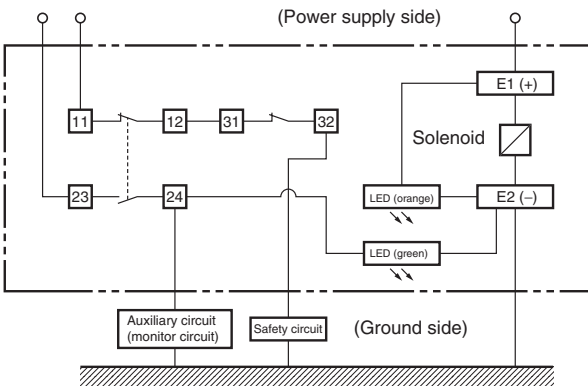 (Power supply side)
E1 (+)
11
12
31
32
Solenoid
23
24
LED (orange)
E2 (−)
LED (green)
Auxiliary circuit
(monitor circuit)
Safety circuit
(Ground side)